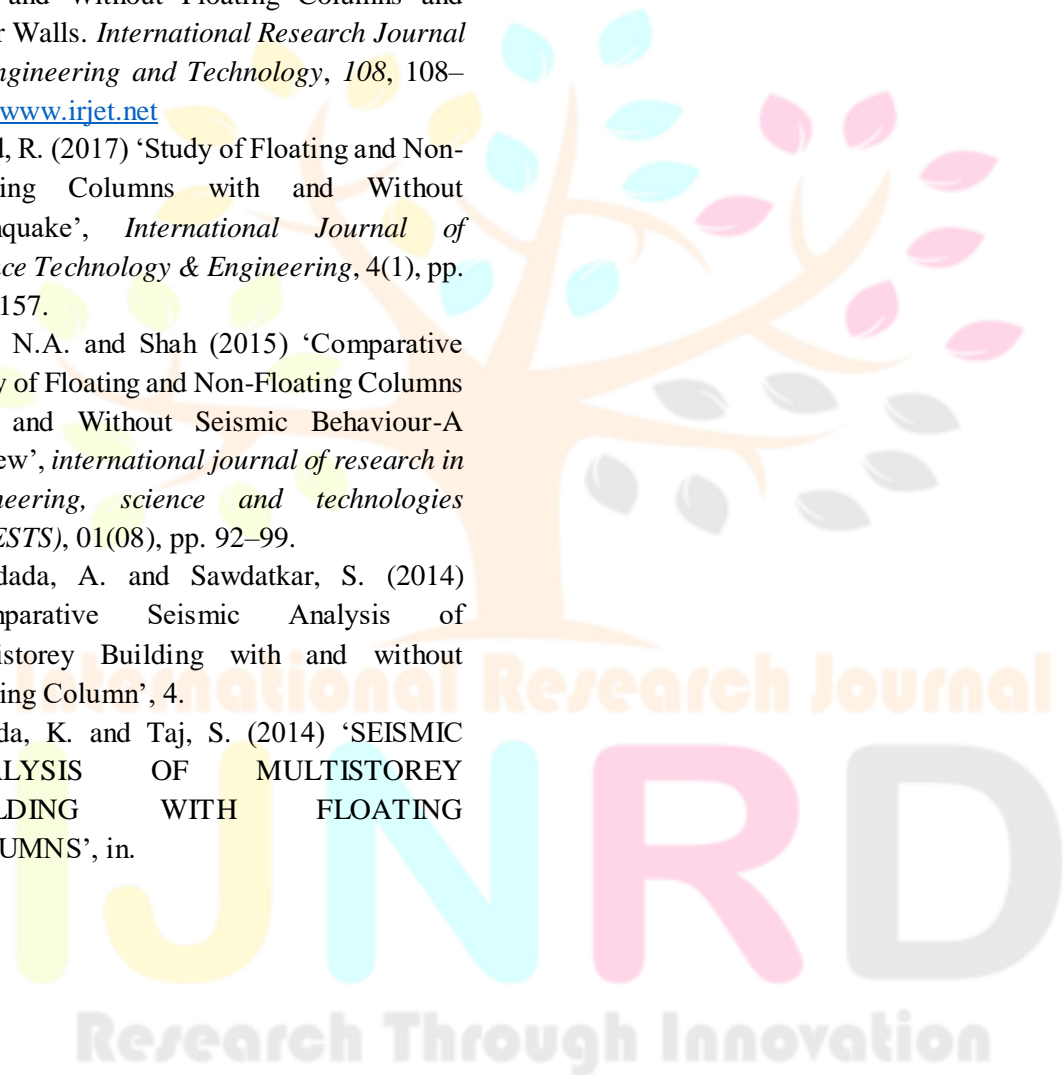 and Without Floating Columns and
r Walls. International Research Journal
ngineering and Technology, 108, 108–
www.irjet.net
d, R. (2017) ‘Study of Floating and Non-
ing Columns with and Without
hquake’, International Journal of
nce Technology & Engineering, 4(1), pp.
157.
N.A. and Shah (2015) ‘Comparative
y of Floating and Non-Floating Columns
and Without Seismic Behaviour-A
ew’, international journal of research in
neering, science and technologies
ESTS), 01(08), pp. 92–99.
dada, A. and Sawdatkar, S. (2014)
mparative Seismic Analysis of
istorey Building with and without
ing Column’, 4.
da, K. and Taj, S. (2014) ‘SEISMIC
ALYSIS OF MULTISTOREY
LDING WITH FLOATING
UMNS’, in.
International Research Journal
IJNRD
Research Through Innovation